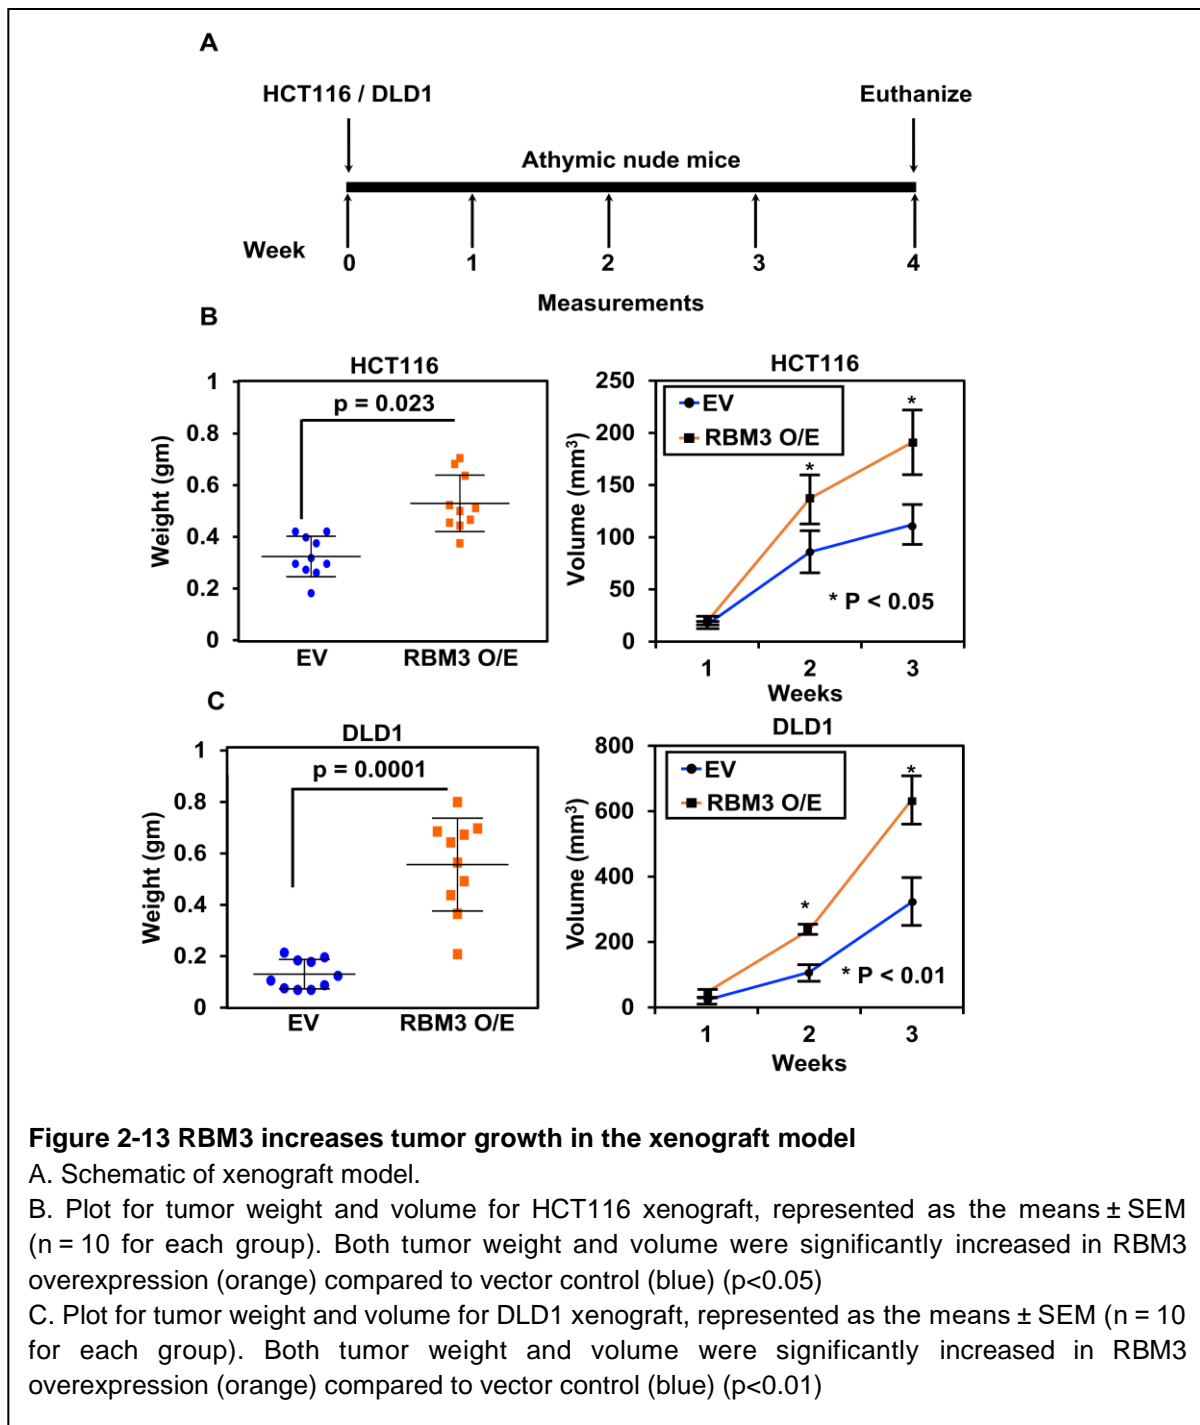 A
HCT116 / DLD1
Euthanize
Athymic nude mice
Week
0 1 2 3 4
Measurements
B
HCT116
1
0.8
0.6
0.4
0.2
0
Weight (gm)
p = 0.023
EV RBM3 O/E
HCT116
250
200
150
100
50
0
Volume (mm³)
EV
RBM3 O/E
*
*
* P < 0.05
1 2 3
Weeks
C
DLD1
1
0.8
0.6
0.4
0.2
0
Weight (gm)
p = 0.0001
EV RBM3 O/E
DLD1
800
600
400
200
0
Volume (mm³)
EV
RBM3 O/E
*
*
* P < 0.01
1 2 3
Weeks
Figure 2-13 RBM3 increases tumor growth in the xenograft model
A. Schematic of xenograft model.
B. Plot for tumor weight and volume for HCT116 xenograft, represented as the means ± SEM
(n = 10 for each group). Both tumor weight and volume were significantly increased in RBM3
overexpression (orange) compared to vector control (blue) (p<0.05)
C. Plot for tumor weight and volume for DLD1 xenograft, represented as the means ± SEM (n = 10
for each group). Both tumor weight and volume were significantly increased in RBM3
overexpression (orange) compared to vector control (blue) (p<0.01)